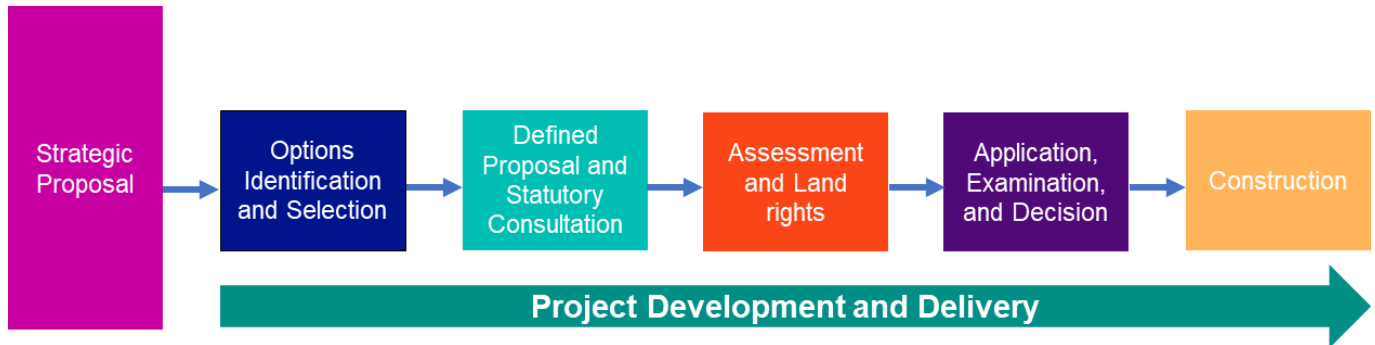 Strategic
Proposal
Options
Identification
and Selection
Defined
Proposal and
Statutory
Consultation
Assessment
and Land
rights
Application,
Examination,
and Decision
Construction
Project Development and Delivery